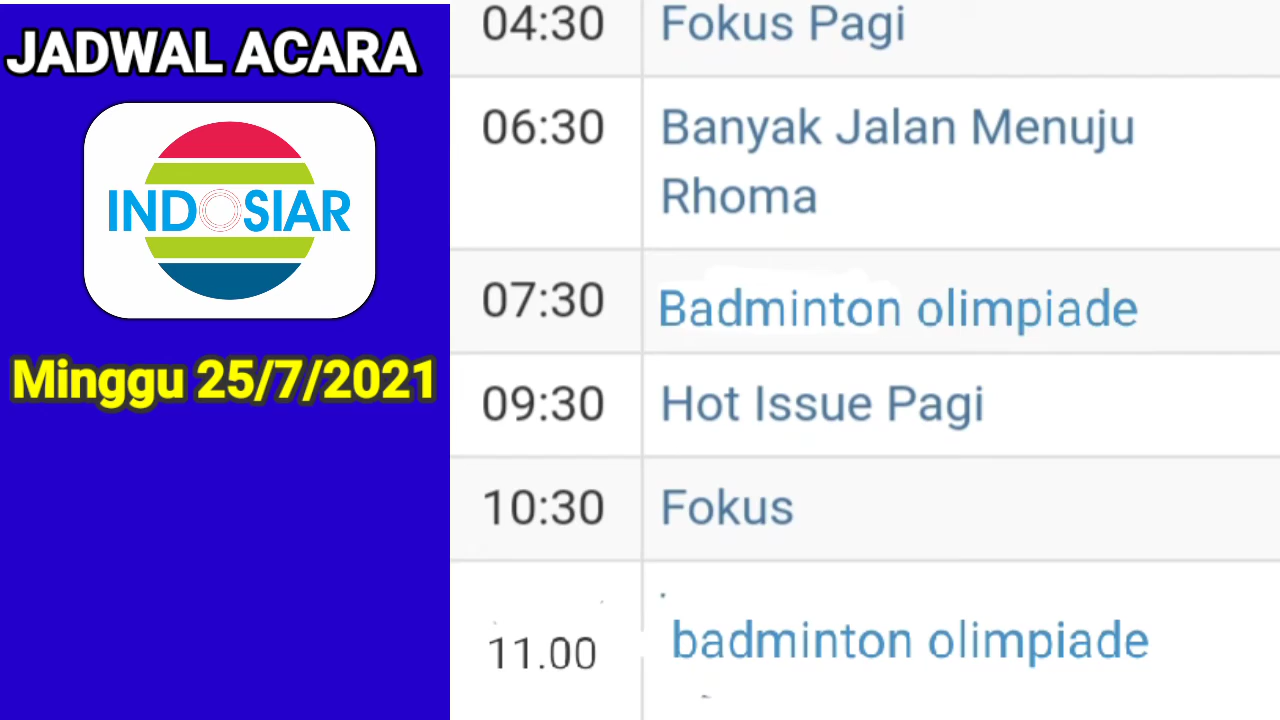 JADWAL ACARA
INDOSIAR
Minggu 25/7/2021
04:30 Fokus Pagi
06:30 Banyak Jalan Menuju
Rhoma
07:30 Badminton olimpiade
09:30 Hot Issue Pagi
10:30 Fokus
11.00 badminton olimpiade